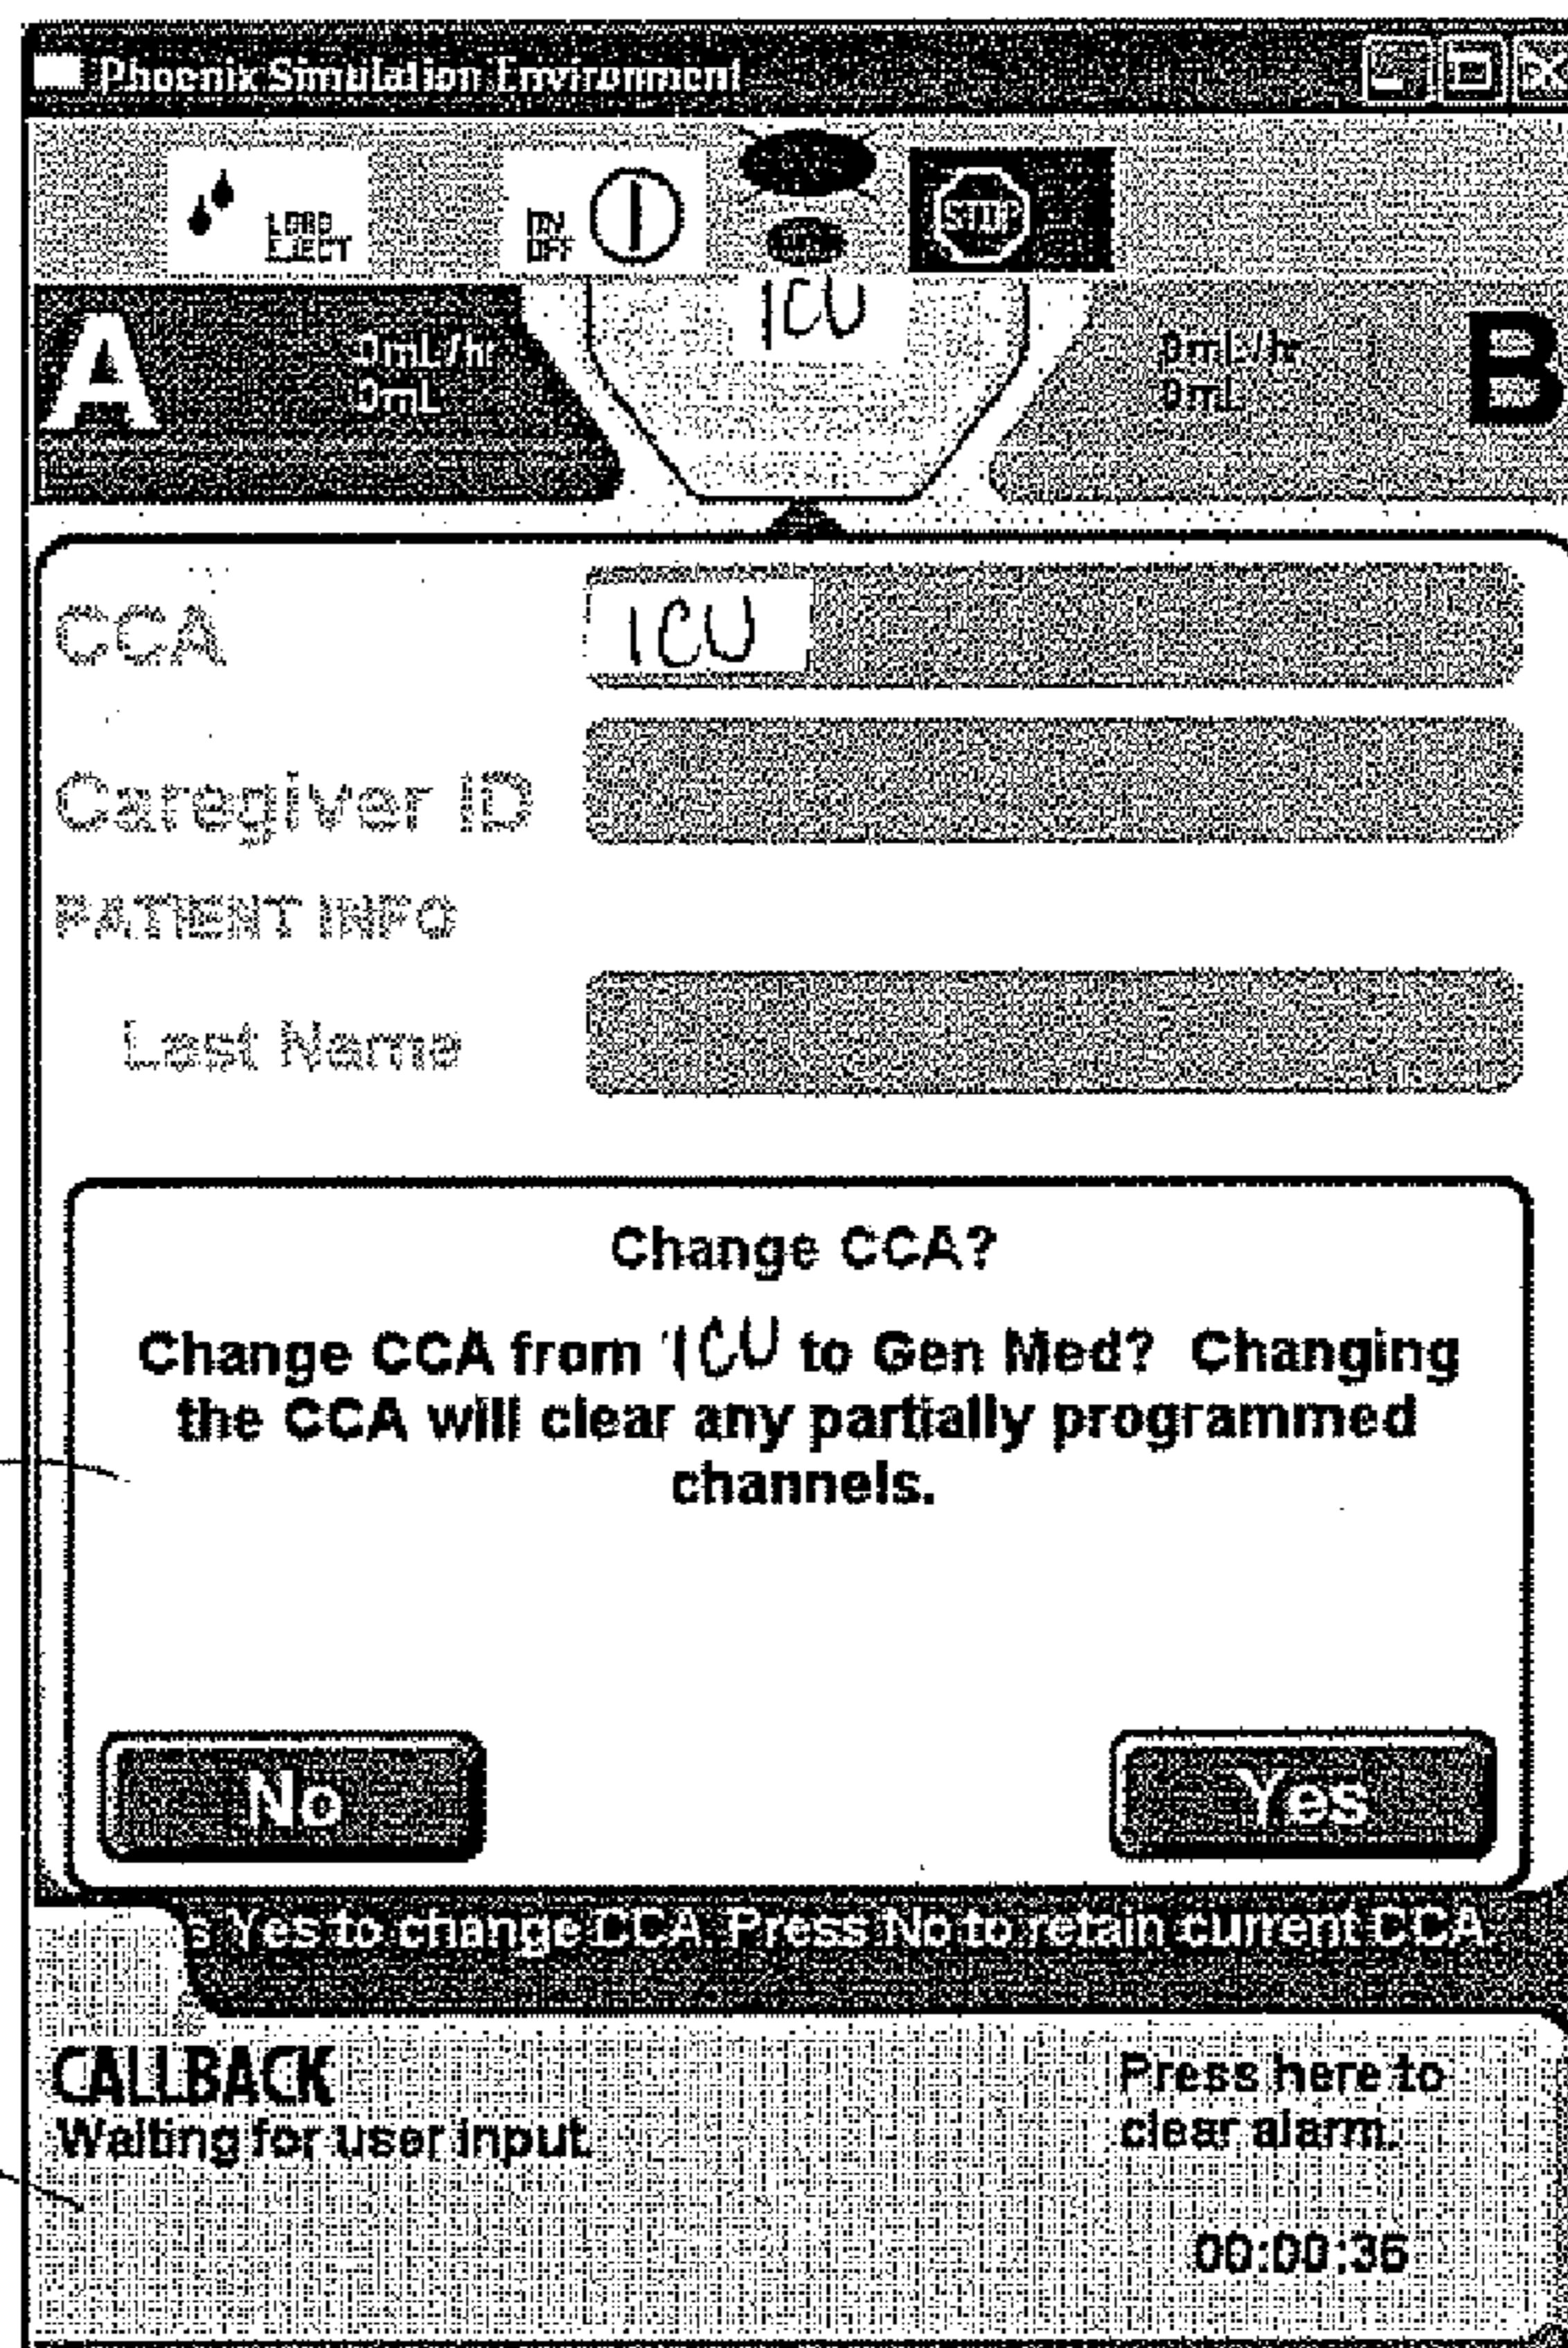 Phoenix Simulation Environment
LOAD
EJECT
ON
OFF
STOP
ICU
A
0mL/hr
0mL
0mL/hr
0mL
B
CCA
ICU
Caregiver ID
PATIENT INFO
Last Name
Change CCA?
Change CCA from ICU to Gen Med? Changing
the CCA will clear any partially programmed
channels.
No
Yes
s Yes to change CCA. Press No to retain current CCA.
CALLBACK
Waiting for user input.
Press here to
clear alarm.
00:00:36